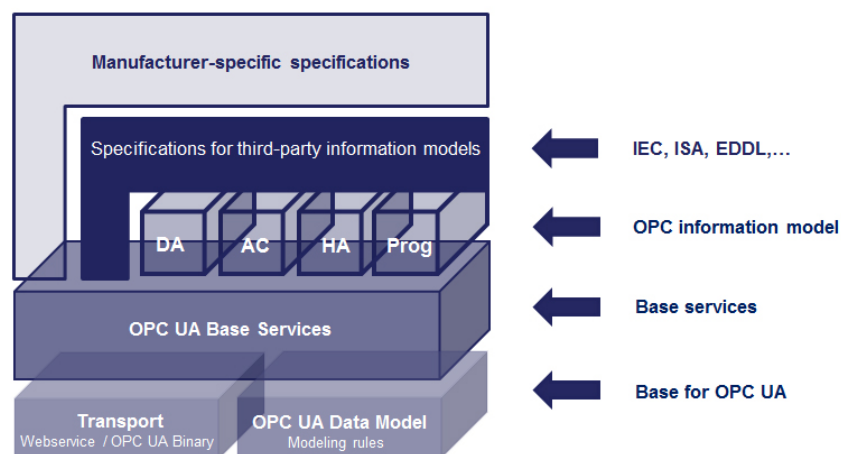 Manufacturer-specific specifications
Specifications for third-party information models
IEC, ISA, EDDL,...
DA
AC
HA
Prog
OPC information model
OPC UA Base Services
Base services
Transport
Webservice / OPC UA Binary
OPC UA Data Model
Modeling rules
Base for OPC UA